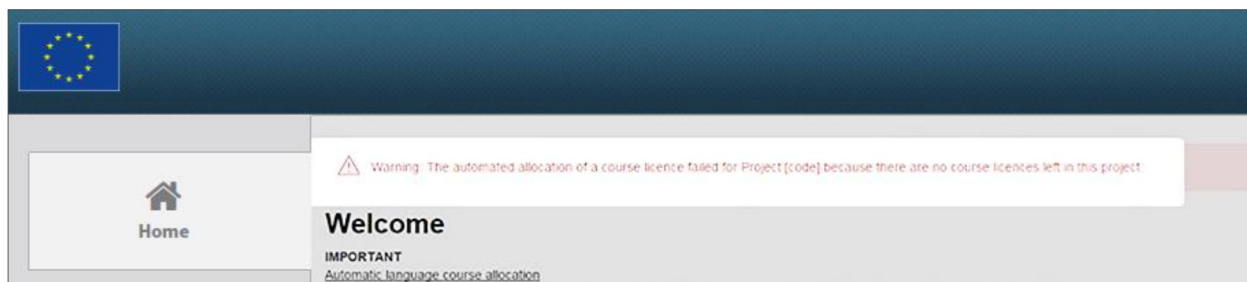 Warning: The automated allocation of a course licence failed for Project [code] because there are no course licences left in this project.
Home
Welcome
IMPORTANT
Automatic language course allocation